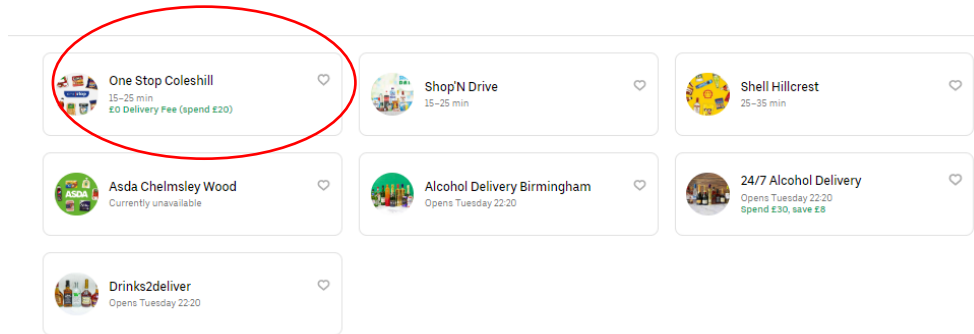 One Stop Coleshill
15–25 min
£0 Delivery Fee (spend £20)
Shop'N Drive
15–25 min
Shell Hillcrest
25–35 min
ASDA
Asda Chelmsley Wood
Currently unavailable
Alcohol Delivery Birmingham
Opens Tuesday 22:20
24/7 Alcohol Delivery
Opens Tuesday 22:20
Spend £30, save £8
Drinks2deliver
Opens Tuesday 22:20